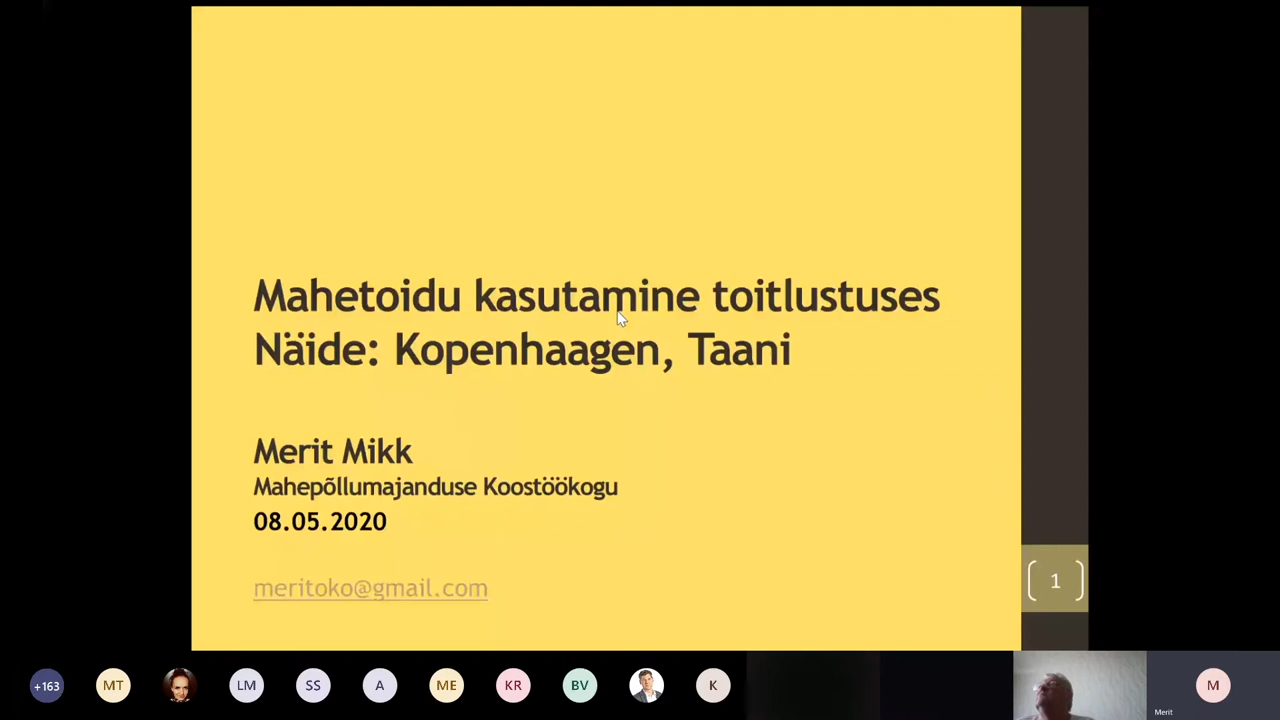 Mahetoidu kasutamine toitlustuses
Näide: Kopenhaagen, Taani
Merit Mikk
Mahepõllumajanduse Koostöökogu
08.05.2020
meritoko@gmail.com
1
+163
MT
LM
SS
A
ME
KR
BV
K
M
Merit